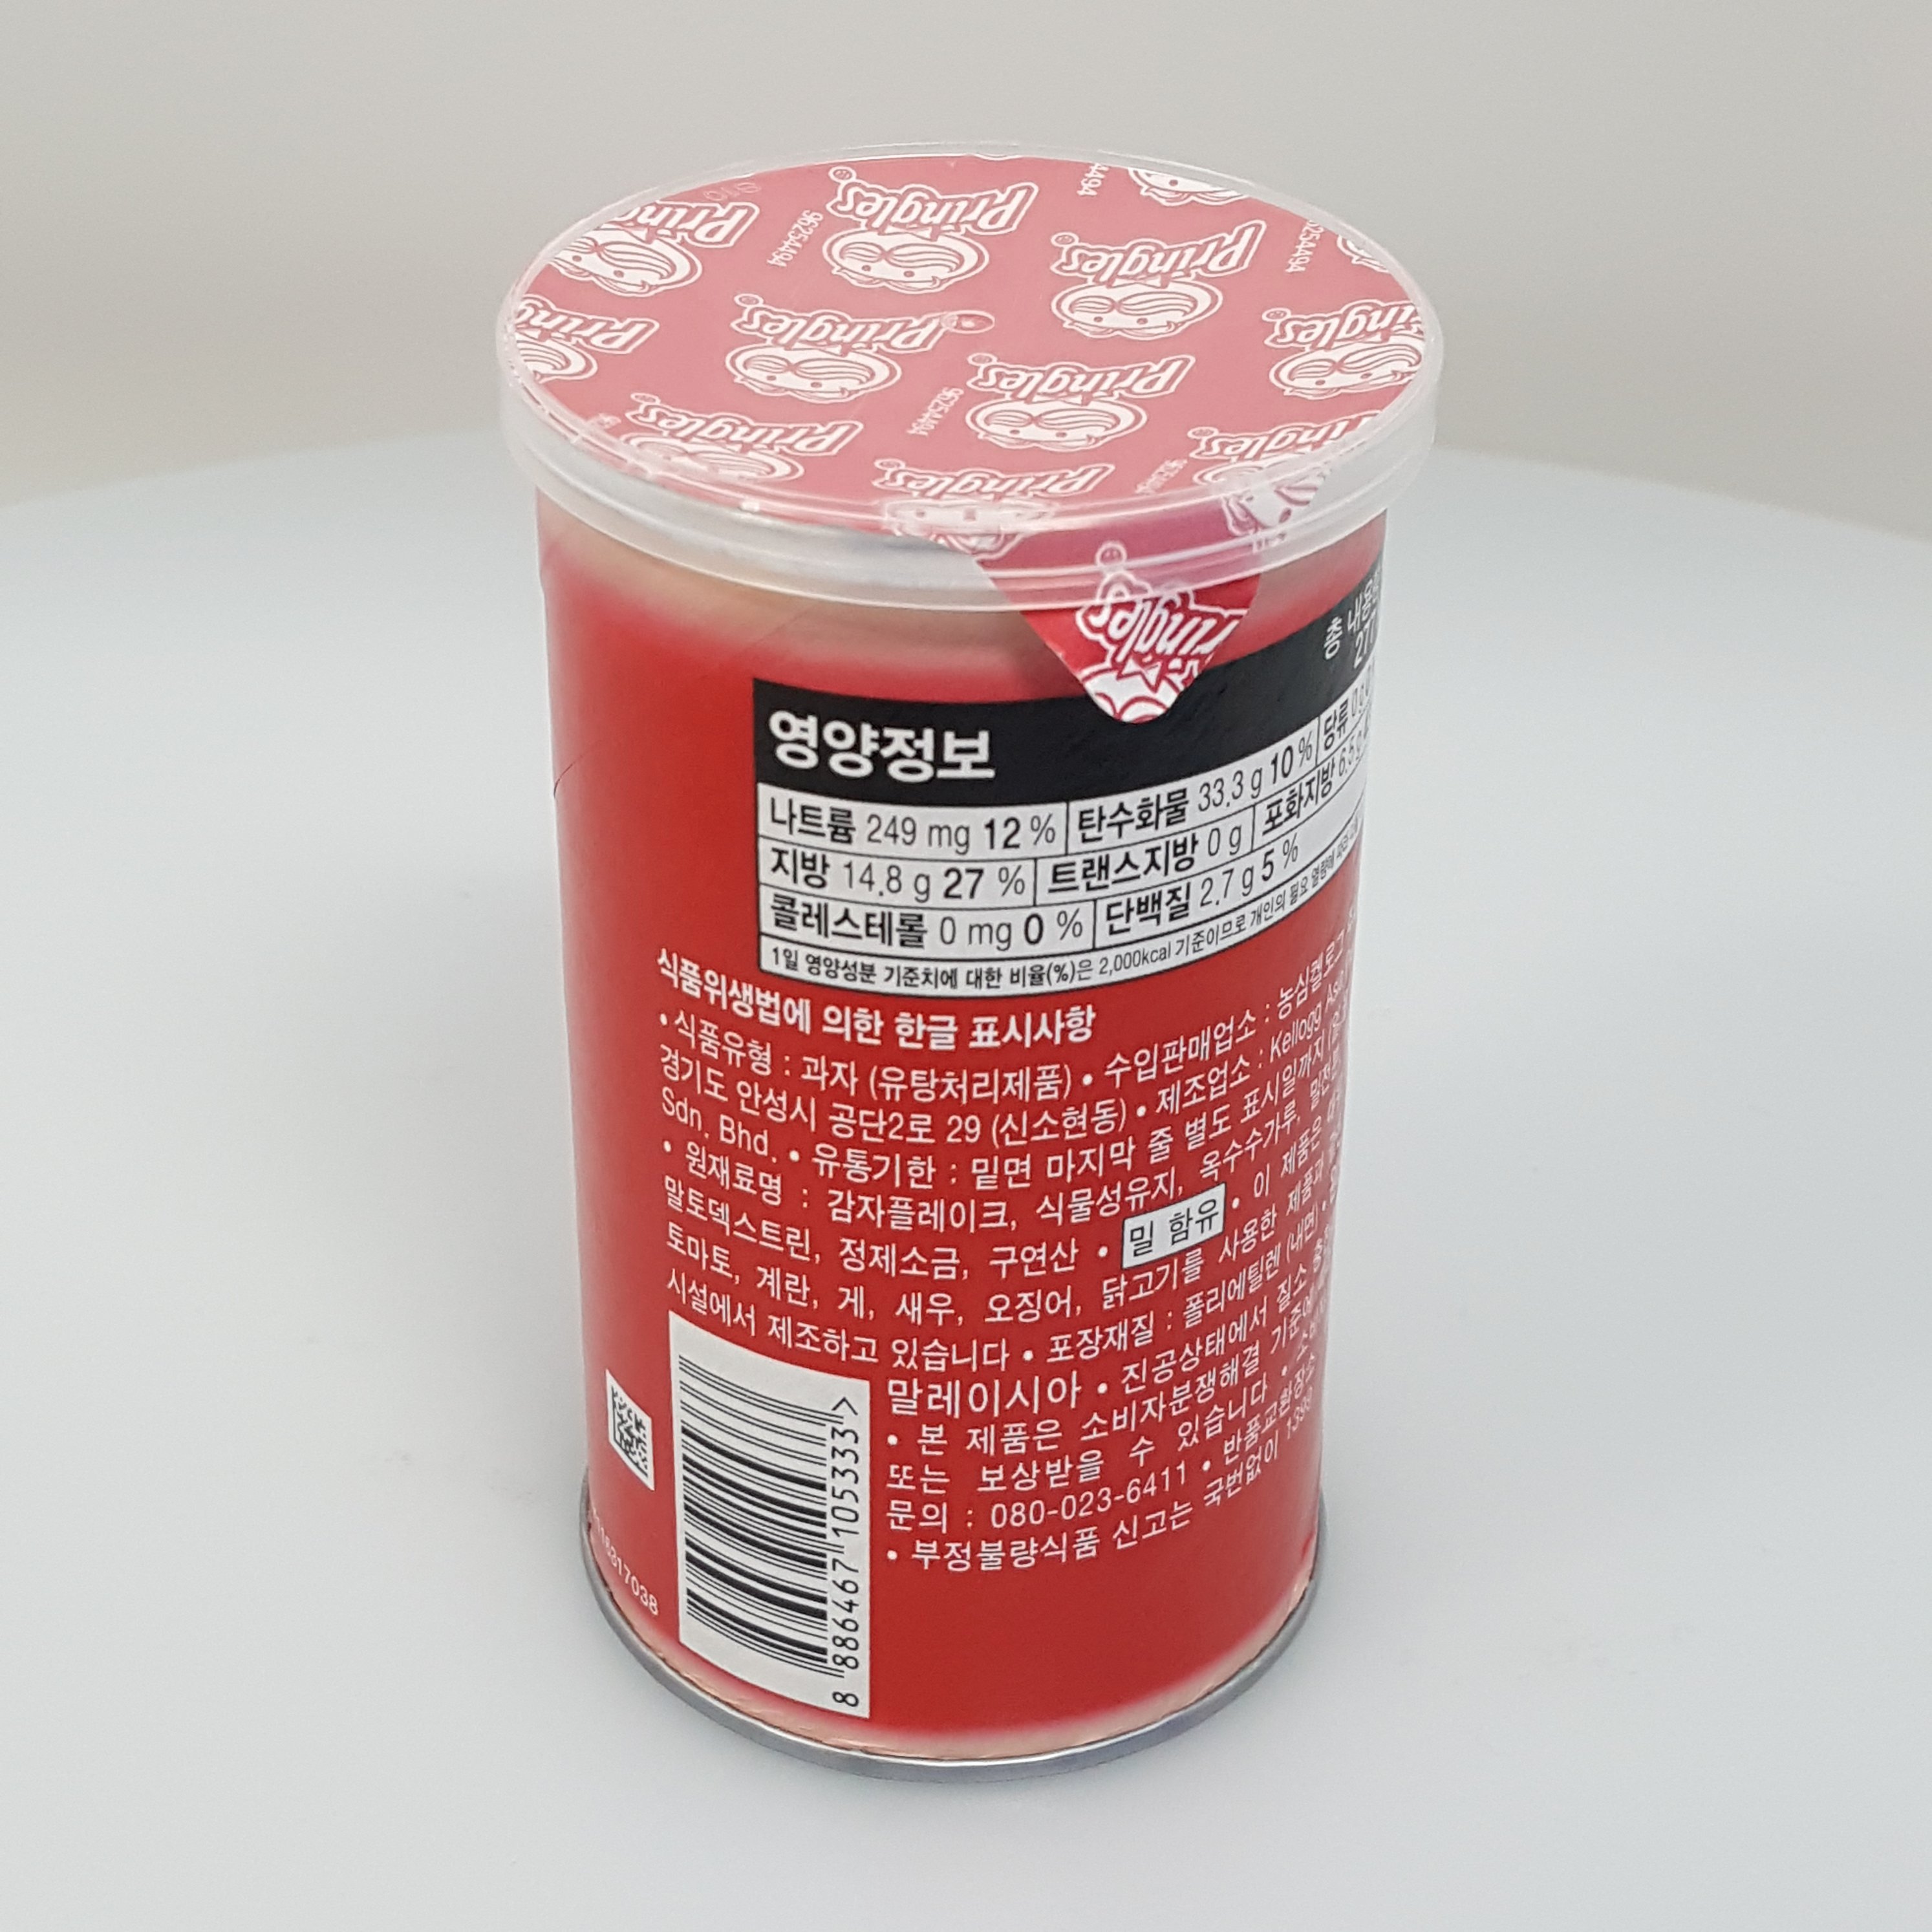 Pringles
Pringles
96254494
Pringles
96254494
Pringles
Pringles
96254494
Pringles
Pringles
Pringles
영양정보
총
나트륨 249 mg 12 % 탄수화물 33.3 g 10 % 당류 0 g
지방 14.8 g 27 % 트랜스지방 0 g 포화지방 6.5 g
콜레스테롤 0 mg 0 % 단백질 2.7 g 5 %
1일 영양성분 기준치에 대한 비율(%)은 2,000kcal 기준이므로 개인의 필요 열량에
식품위생법에 의한 한글 표시사항
• 식품유형 : 과자 (유탕처리제품) • 수입판매업소 : 농심켈로그
경기도 안성시 공단2로 29 (신소현동) • 제조업소 : Kellogg Asia
Sdn. Bhd. • 유통기한 : 밑면 마지막 줄 별도 표시일까지
• 원재료명 : 감자플레이크, 식물성유지, 옥수수가루,
말토덱스트린, 정제소금, 구연산 • 밀 함유 • 이 제품은
토마토, 계란, 게, 새우, 오징어, 닭고기를 사용한 제품과
시설에서 제조하고 있습니다 • 포장재질 : 폴리에틸렌 (내면) •
말레이시아 • 진공상태에서 질소
• 본 제품은 소비자분쟁해결 기준에
또는 보상받을 수 있습니다 •
문의 : 080-023-6411 • 반품교환장소
• 부정불량식품 신고는 국번없이 1399
8 886467 105333 >